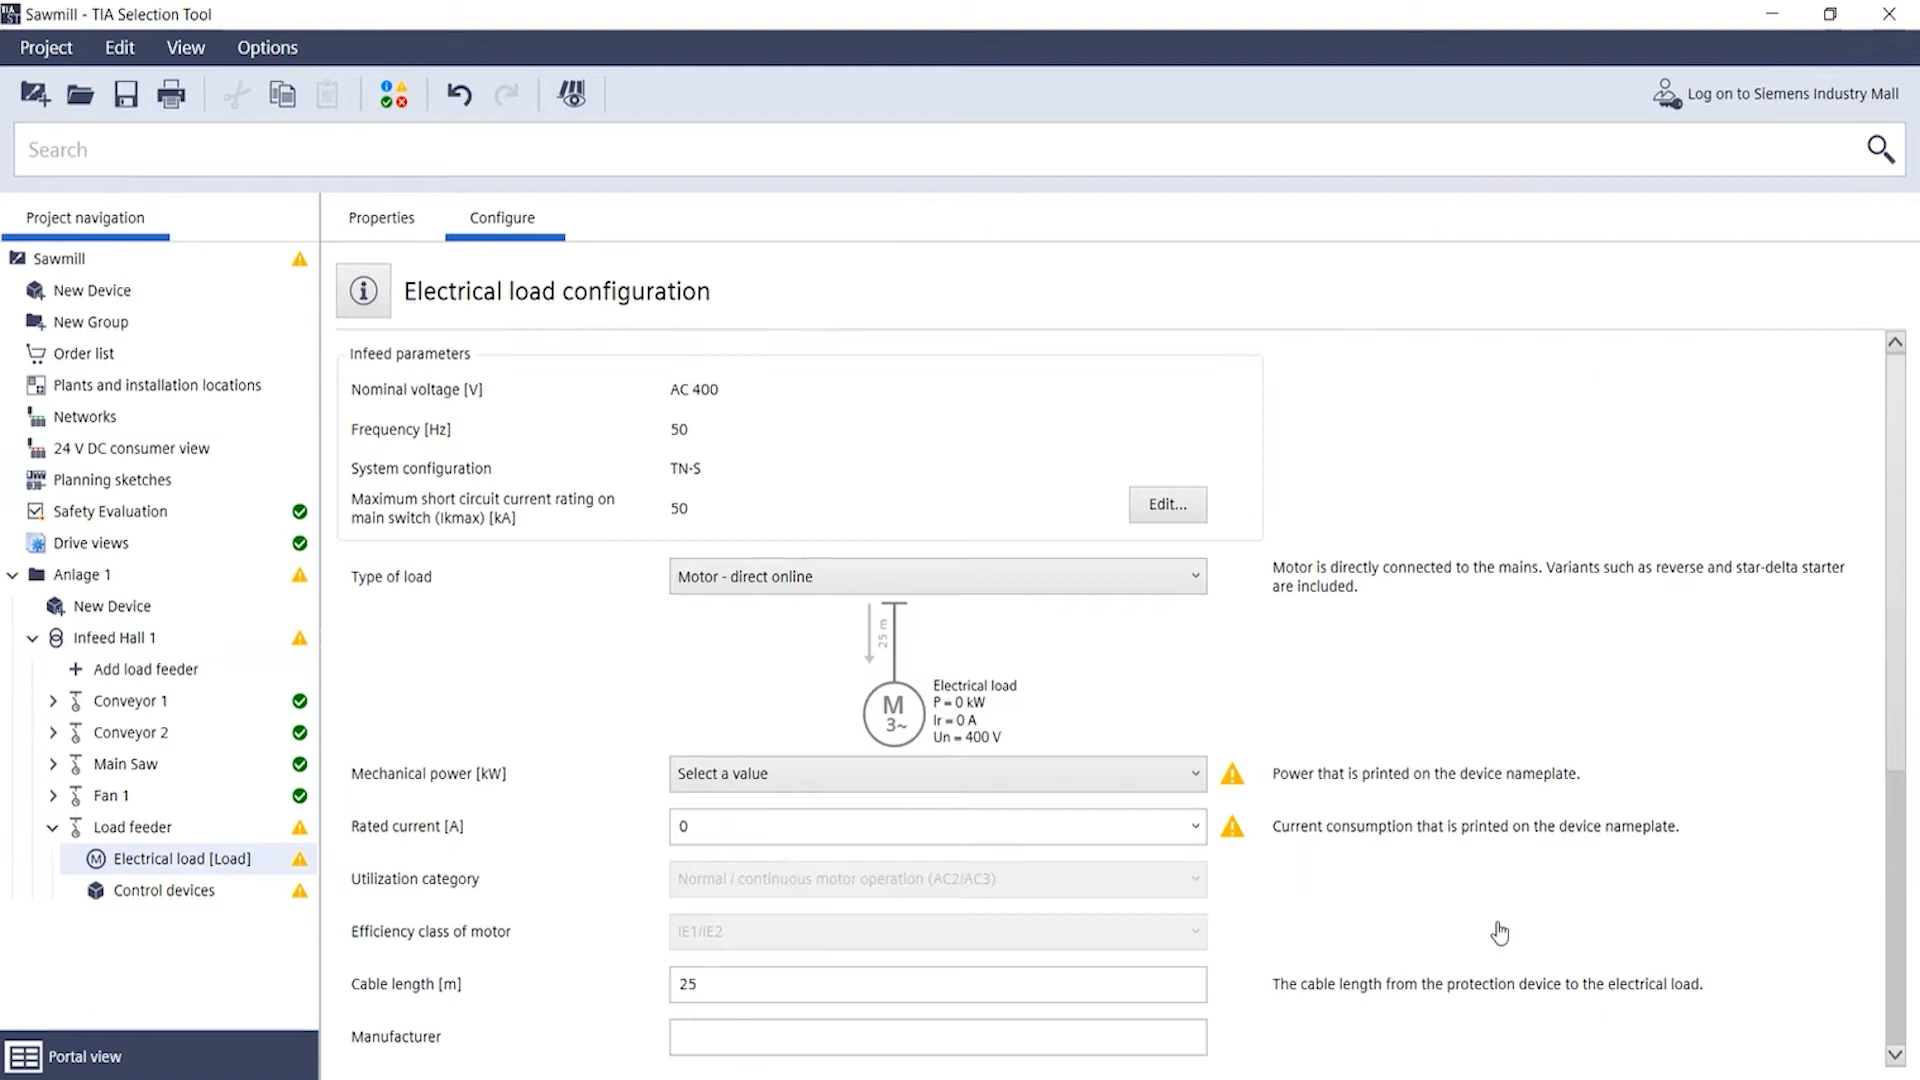 TIA
ST
Sawmill - TIA Selection Tool
Project Edit View Options
Log on to Siemens Industry Mall
Search
Project navigation
Properties Configure
Sawmill
New Device
New Group
Order list
Plants and installation locations
Networks
24 V DC consumer view
Planning sketches
Safety Evaluation
Drive views
Anlage 1
New Device
Infeed Hall 1
Add load feeder
Conveyor 1
Conveyor 2
Main Saw
Fan 1
Load feeder
M Electrical load [Load]
Control devices
Portal view
Electrical load configuration
Infeed parameters
Nominal voltage [V] AC 400
Frequency [Hz] 50
System configuration TN-S
Maximum short circuit current rating on
main switch (Ikmax) [kA] 50 Edit...
Type of load Motor - direct online
Motor is directly connected to the mains. Variants such as reverse and star-delta starter
are included.
25 m
M
3~
Electrical load
P = 0 kW
Ir = 0 A
Un = 400 V
Mechanical power [kW] Select a value Power that is printed on the device nameplate.
Rated current [A] 0 Current consumption that is printed on the device nameplate.
Utilization category Normal / continuous motor operation (AC2/AC3)
Efficiency class of motor IE1/IE2
Cable length [m] 25 The cable length from the protection device to the electrical load.
Manufacturer